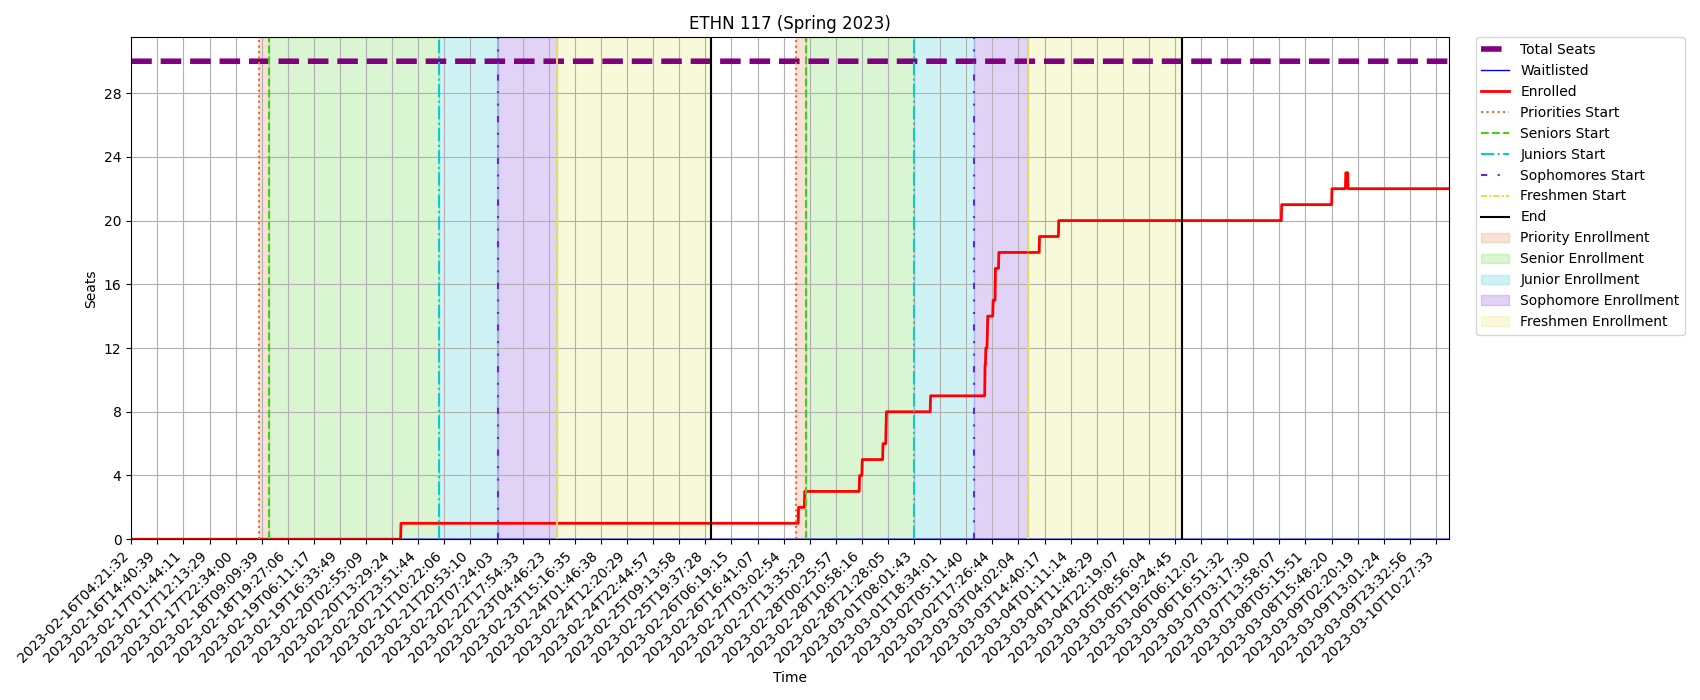 ETHN 117 (Spring 2023)
Seats
28
24
20
16
12
8
4
0
2023-02-16T04:21:32
2023-02-16T14:40:39
2023-02-17T01:44:11
2023-02-17T12:13:29
2023-02-17T22:34:00
2023-02-18T09:09:39
2023-02-18T19:27:06
2023-02-19T06:11:17
2023-02-19T16:33:49
2023-02-20T02:55:09
2023-02-20T13:29:24
2023-02-20T23:51:44
2023-02-21T10:22:06
2023-02-21T20:53:10
2023-02-22T07:24:03
2023-02-22T17:54:33
2023-02-23T04:46:23
2023-02-23T15:16:35
2023-02-24T01:46:38
2023-02-24T12:20:29
2023-02-24T22:44:57
2023-02-25T09:13:58
2023-02-25T19:37:28
2023-02-26T06:19:15
2023-02-26T16:41:07
2023-02-27T03:02:54
2023-02-27T13:35:29
2023-02-28T00:25:57
2023-02-28T10:58:16
2023-02-28T21:28:05
2023-03-01T08:01:43
2023-03-01T18:34:01
2023-03-02T05:11:40
2023-03-02T17:26:44
2023-03-03T04:02:04
2023-03-03T14:40:17
2023-03-04T01:11:14
2023-03-04T11:48:29
2023-03-04T22:19:07
2023-03-05T08:56:04
2023-03-05T19:24:45
2023-03-06T06:12:02
2023-03-06T16:51:32
2023-03-07T03:17:30
2023-03-07T13:58:07
2023-03-08T05:15:51
2023-03-08T15:48:20
2023-03-09T02:20:19
2023-03-09T13:01:24
2023-03-09T23:32:56
2023-03-10T10:27:33
Time
Total Seats
Waitlisted
Enrolled
Priorities Start
Seniors Start
Juniors Start
Sophomores Start
Freshmen Start
End
Priority Enrollment
Senior Enrollment
Junior Enrollment
Sophomore Enrollment
Freshmen Enrollment